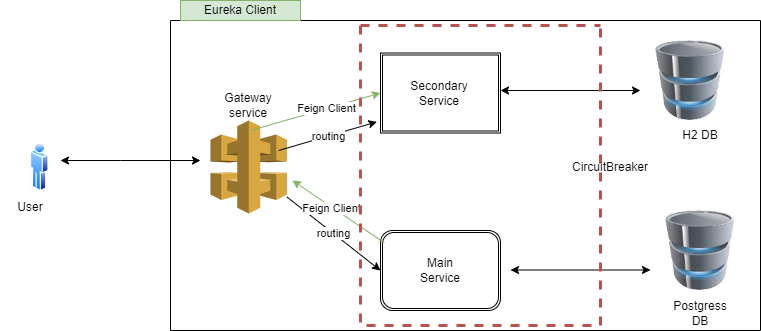 Eureka Client
Gateway
service
Feign Client
routing
Secondary
Service
H2 DB
CircuitBreaker
User
Feign Client
routing
Main
Service
Postgress
DB